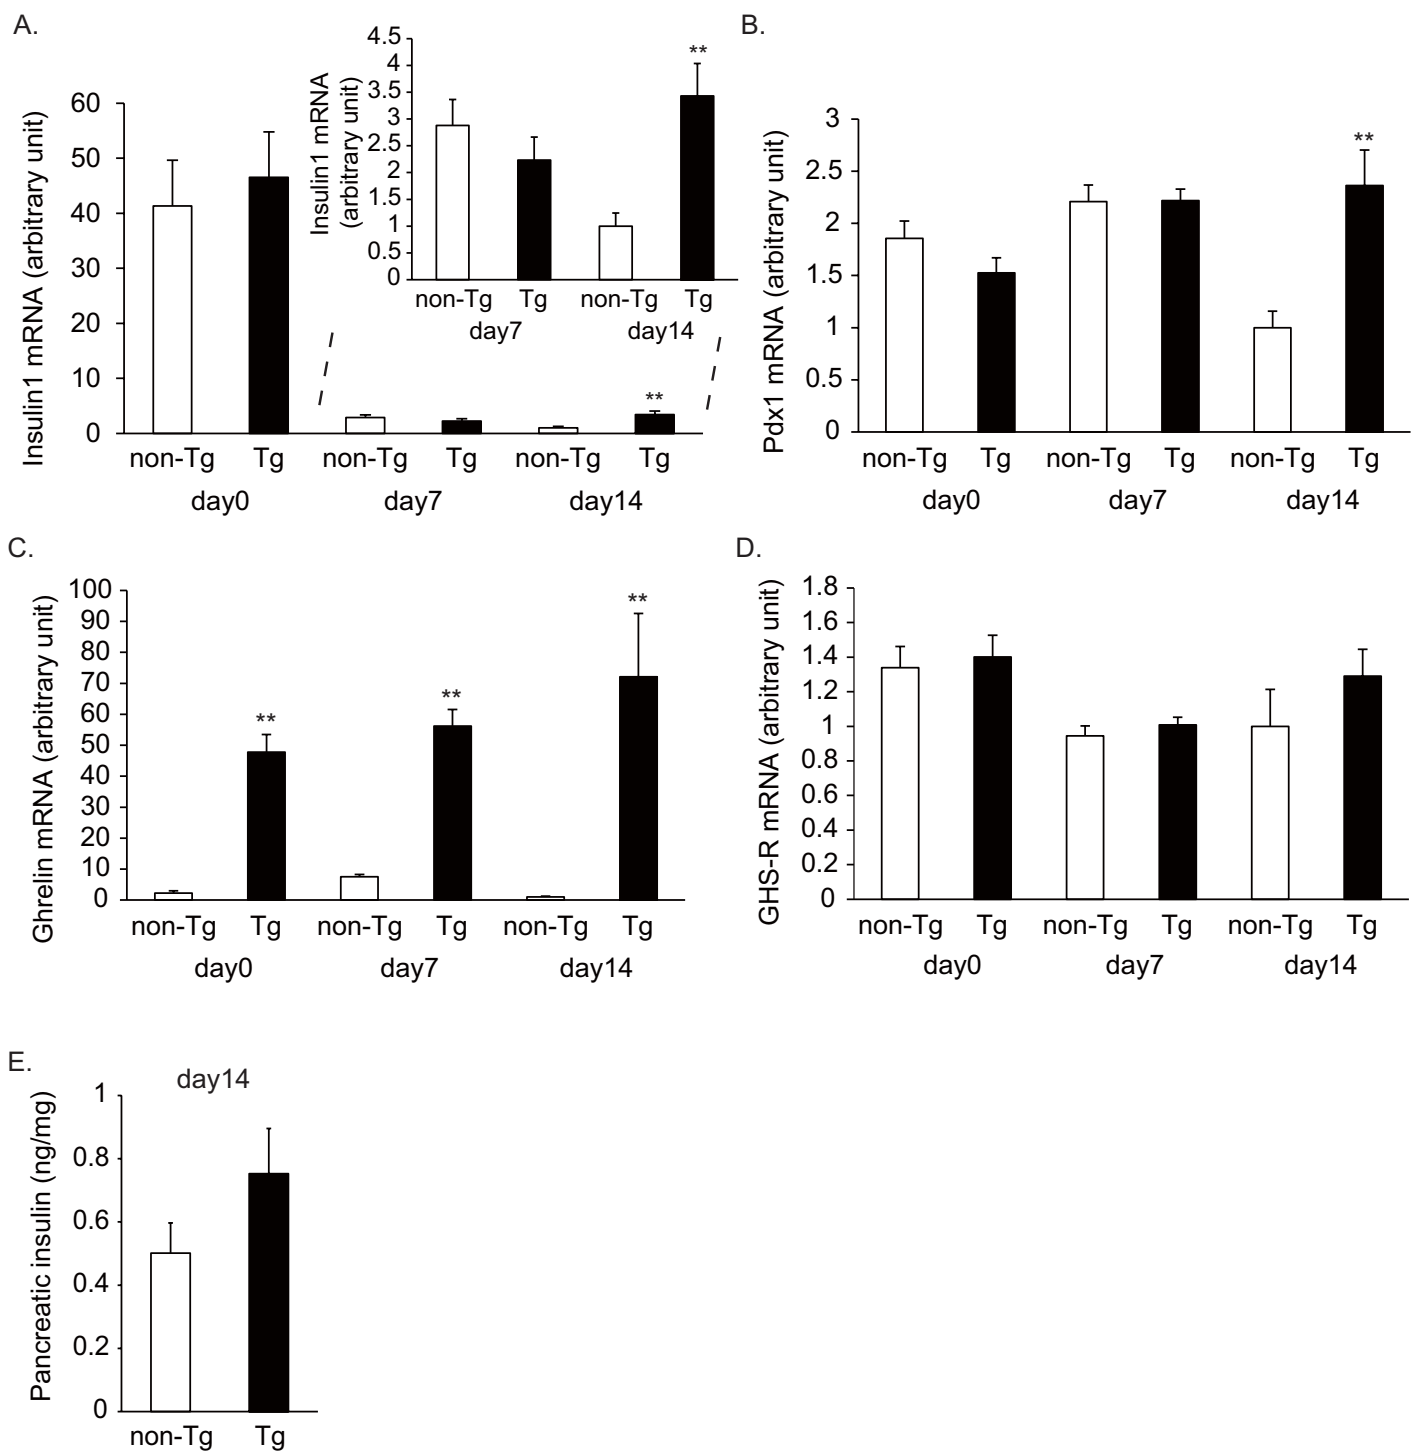 A.
Insulin1 mRNA (arbitrary unit)
60
50
40
30
20
10
0
non-Tg Tg non-Tg Tg non-Tg Tg
day0 day7 day14
**
Insulin1 mRNA
(arbitrary unit)
4.5
4
3.5
3
2.5
2
1.5
1
0.5
0
**
non-Tg Tg non-Tg Tg
day7 day14
B.
Pdx1 mRNA (arbitrary unit)
3
2.5
2
1.5
1
0.5
0
**
non-Tg Tg non-Tg Tg non-Tg Tg
day0 day7 day14
C.
Ghrelin mRNA (arbitrary unit)
100
90
80
70
60
50
40
30
20
10
0
** ** **
non-Tg Tg non-Tg Tg non-Tg Tg
day0 day7 day14
D.
GHS-R mRNA (arbitrary unit)
1.8
1.6
1.4
1.2
1
0.8
0.6
0.4
0.2
0
non-Tg Tg non-Tg Tg non-Tg Tg
day0 day7 day14
E.
day14
Pancreatic insulin (ng/mg)
1
0.8
0.6
0.4
0.2
0
non-Tg Tg